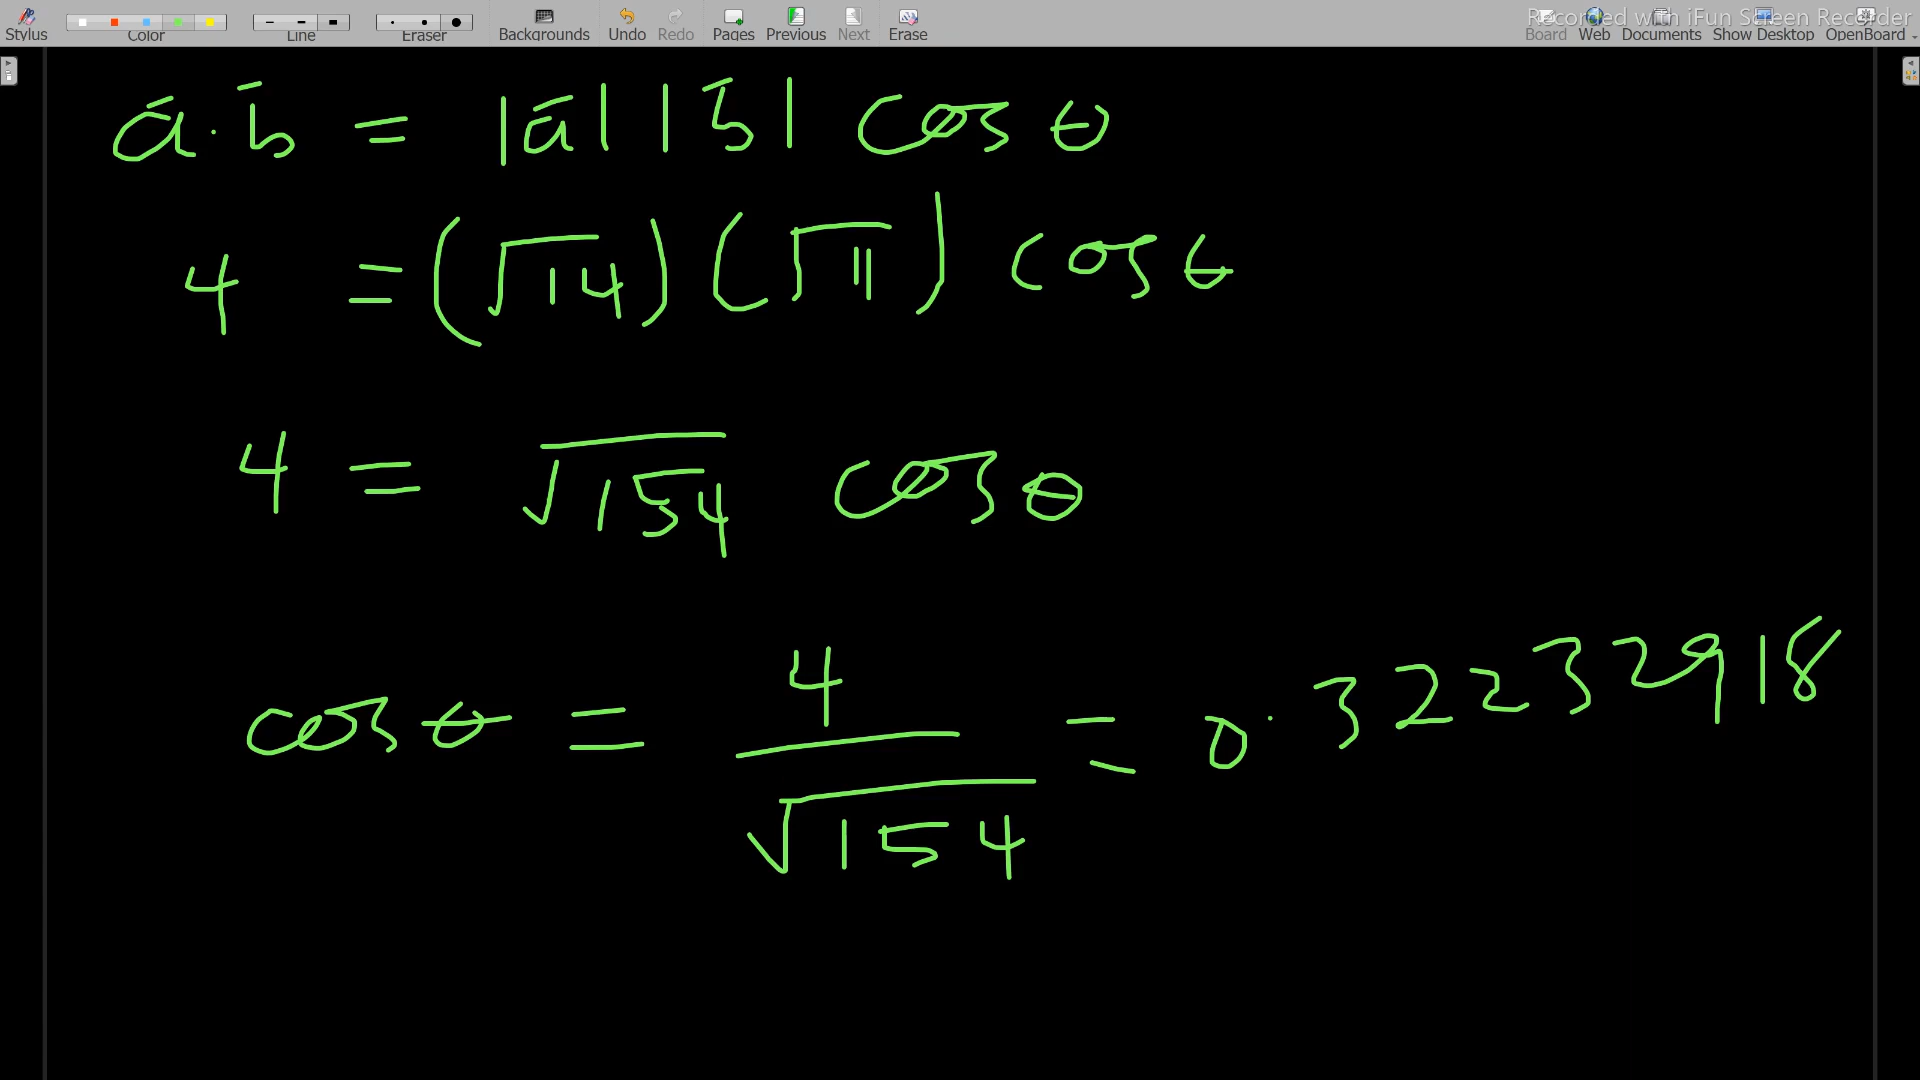 Recorded with iFun Screen Recorder
Stylus Color Line Eraser Backgrounds Undo Redo Pages Previous Next Erase Board Web Documents Show Desktop OpenBoard
a̅ · b̅ = |a̅| |b̅| cos θ
4 = (√14) (√11) cos θ
4 = √154 cos θ
cos θ = 4/√154 = 0.32232918